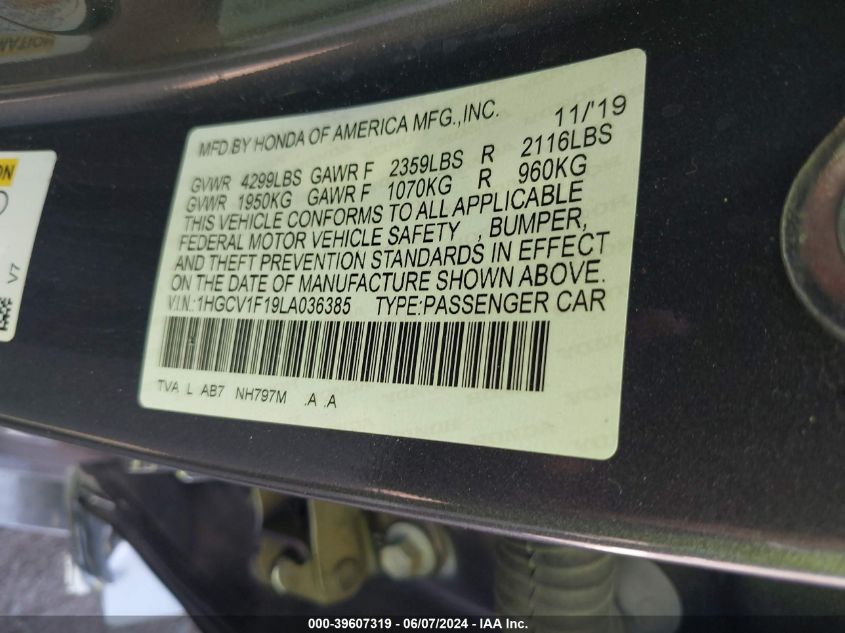 MFD.BY HONDA OF AMERICA MFG.,INC. 11/'19
GVWR 4299LBS GAWR F 2359LBS R 2116LBS
GVWR 1950KG GAWR F 1070KG R 960KG
THIS VEHICLE CONFORMS TO ALL APPLICABLE
FEDERAL MOTOR VEHICLE SAFETY , BUMPER,
AND THEFT PREVENTION STANDARDS IN EFFECT
ON THE DATE OF MANUFACTURE SHOWN ABOVE.
V.I.N.:1HGCV1F19LA036385 TYPE:PASSENGER CAR
TVA L AB7 NH797M .A .A
V7
000-39607319 - 06/07/2024 - IAA Inc.